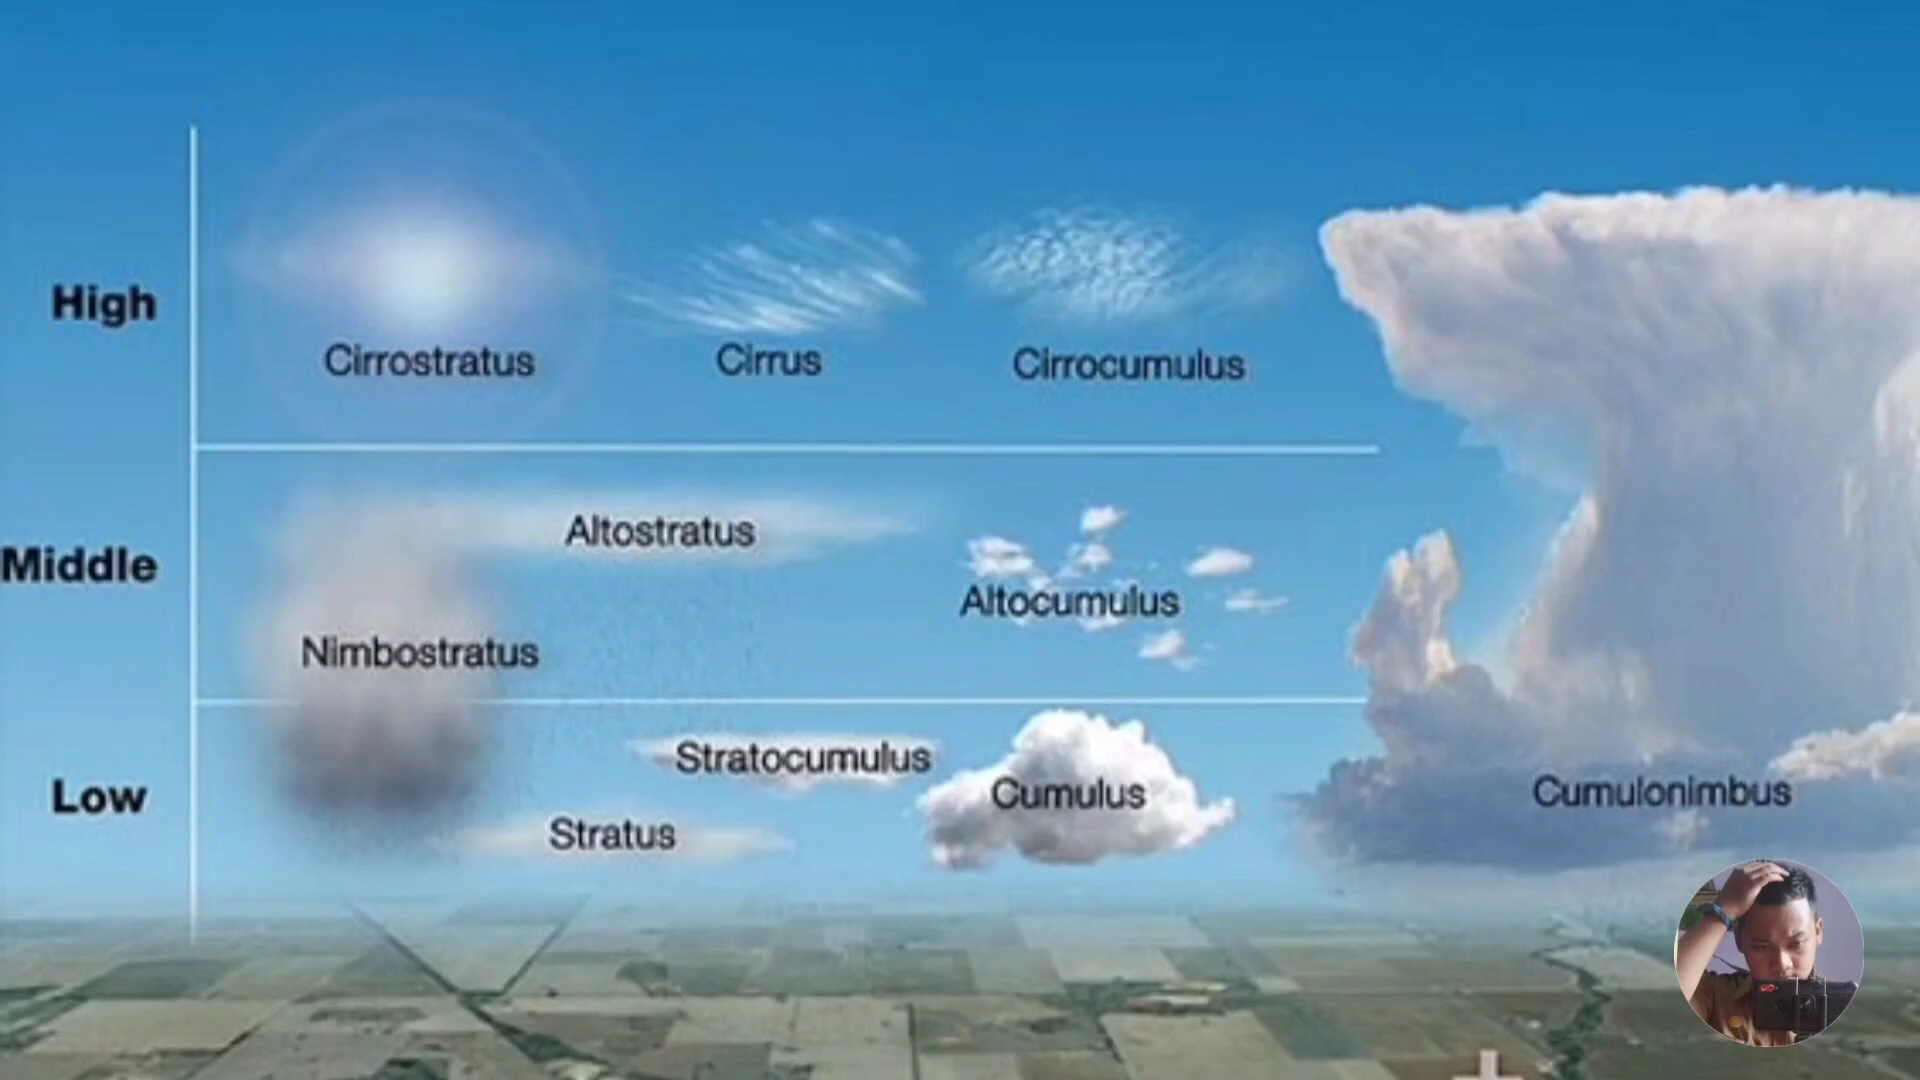 High
Cirrostratus
Cirrus
Cirrocumulus
Middle
Altostratus
Altocumulus
Nimbostratus
Low
Stratocumulus
Cumulus
Cumulonimbus
Stratus